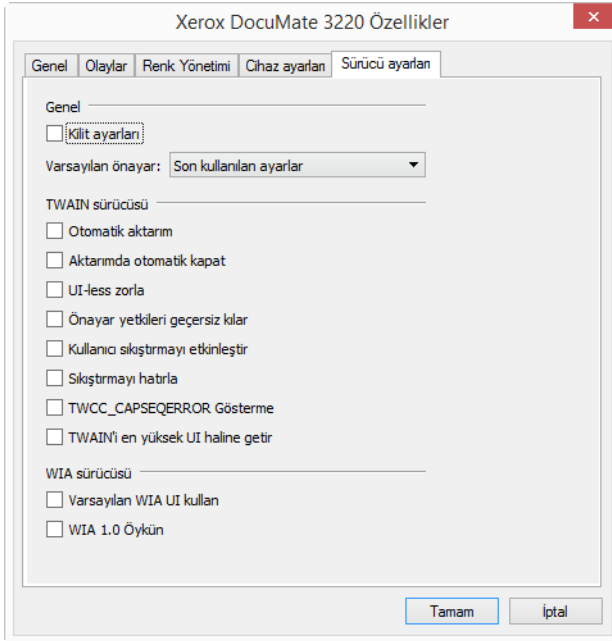 Xerox DocuMate 3220 Özellikler
Genel Olaylar Renk Yönetimi Cihaz ayarları Sürücü ayarları
Genel
Kilit ayarları
Varsayılan önayar: Son kullanılan ayarlar
TWAIN sürücüsü
Otomatik aktarım
Aktarımda otomatik kapat
UI-less zorla
Önayar yetkileri geçersiz kılar
Kullanıcı sıkıştırmayı etkinleştir
Sıkıştırmayı hatırla
TWCC_CAPSEQERROR Gösterme
TWAIN'i en yüksek UI haline getir
WIA sürücüsü
Varsayılan WIA UI kullan
WIA 1.0 Öykün
Tamam İptal